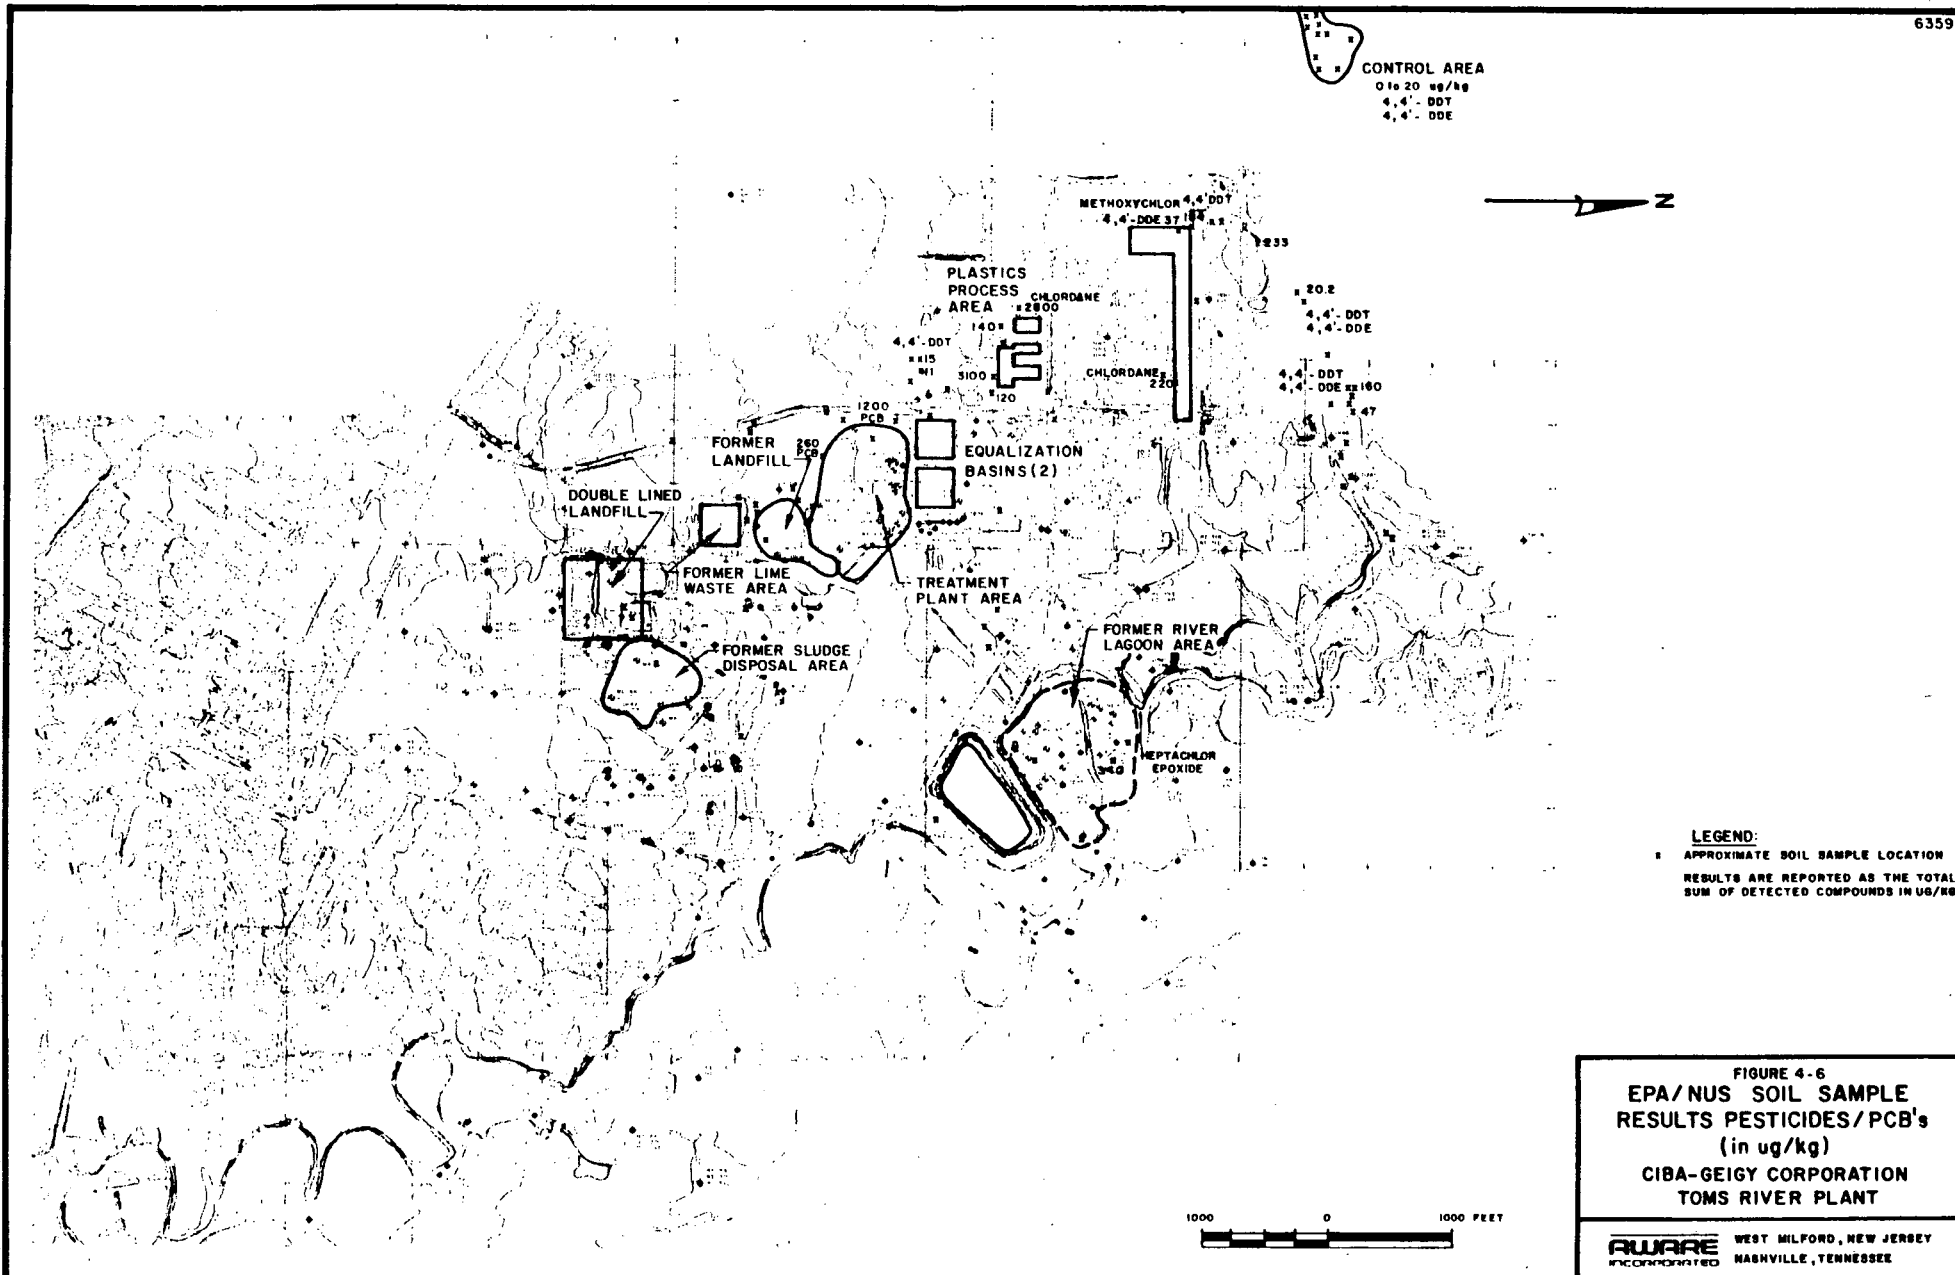 6359
CONTROL AREA
0 to 20 ug/kg
4,4'- DDT
4,4'- DDE
N
METHOXYCHLOR 4,4'DDT
4,4'-DDE 37
233
PLASTICS
PROCESS
AREA
CHLORDANE
2800
140
20.2
4,4'- DDT
4,4'- DDE
4,4'-DDT
15
3100
120
CHLORDANE
220
4,4'- DDT
4,4'- DDE 160
47
1200
PCB
FORMER
LANDFILL
260
PCB
EQUALIZATION
BASINS (2)
DOUBLE LINED
LANDFILL
FORMER LIME
WASTE AREA
TREATMENT
PLANT AREA
FORMER RIVER
LAGOON AREA
FORMER SLUDGE
DISPOSAL AREA
HEPTACHLOR
EPOXIDE
340
LEGEND:
x APPROXIMATE SOIL SAMPLE LOCATION
RESULTS ARE REPORTED AS THE TOTAL
SUM OF DETECTED COMPOUNDS IN UG/KG
FIGURE 4-6
EPA/NUS SOIL SAMPLE
RESULTS PESTICIDES/PCB's
(in ug/kg)
CIBA-GEIGY CORPORATION
TOMS RIVER PLANT
1000 0 1000 FEET
AWARE
INCORPORATED
WEST MILFORD, NEW JERSEY
NASHVILLE, TENNESSEE